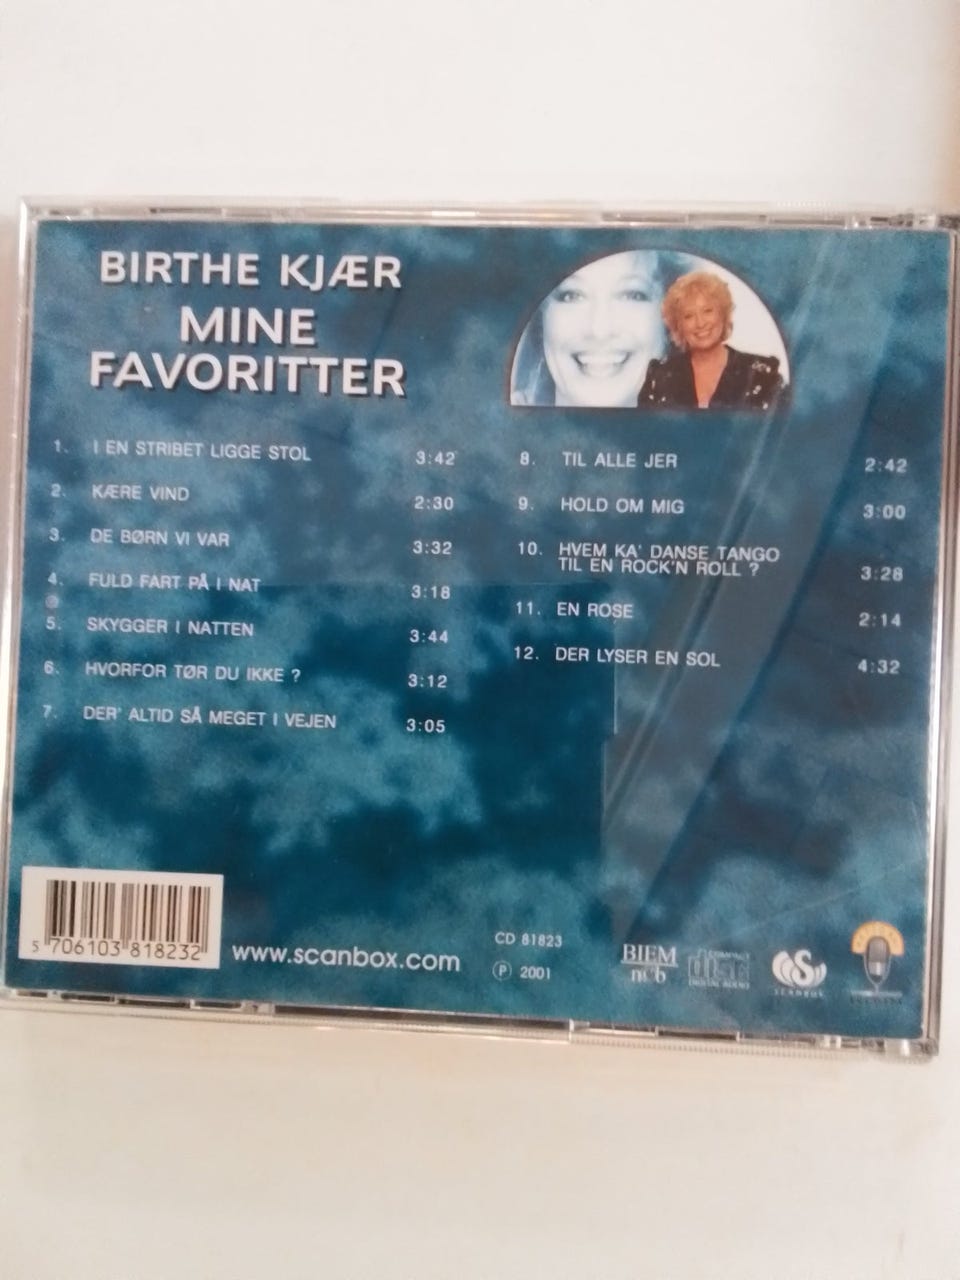 BIRTHE KJÆR
MINE
FAVORITTER
1. I EN STRIBET LIGGE STOL 3:42
2. KÆRE VIND 2:30
3. DE BØRN VI VAR 3:32
4. FULD FART PÅ I NAT 3:18
5. SKYGGER I NATTEN 3:44
6. HVORFOR TØR DU IKKE ? 3:12
7. DER' ALTID SÅ MEGET I VEJEN 3:05
8. TIL ALLE JER 2:42
9. HOLD OM MIG 3:00
10. HVEM KA' DANSE TANGO
TIL EN ROCK'N ROLL ? 3:28
11. EN ROSE 2:14
12. DER LYSER EN SOL 4:32
5 706103 818232
www.scanbox.com
CD 81823
Ⓟ 2001
BIEM
ncb
COMPACT
disc
DIGITAL AUDIO
S
SCANBOX